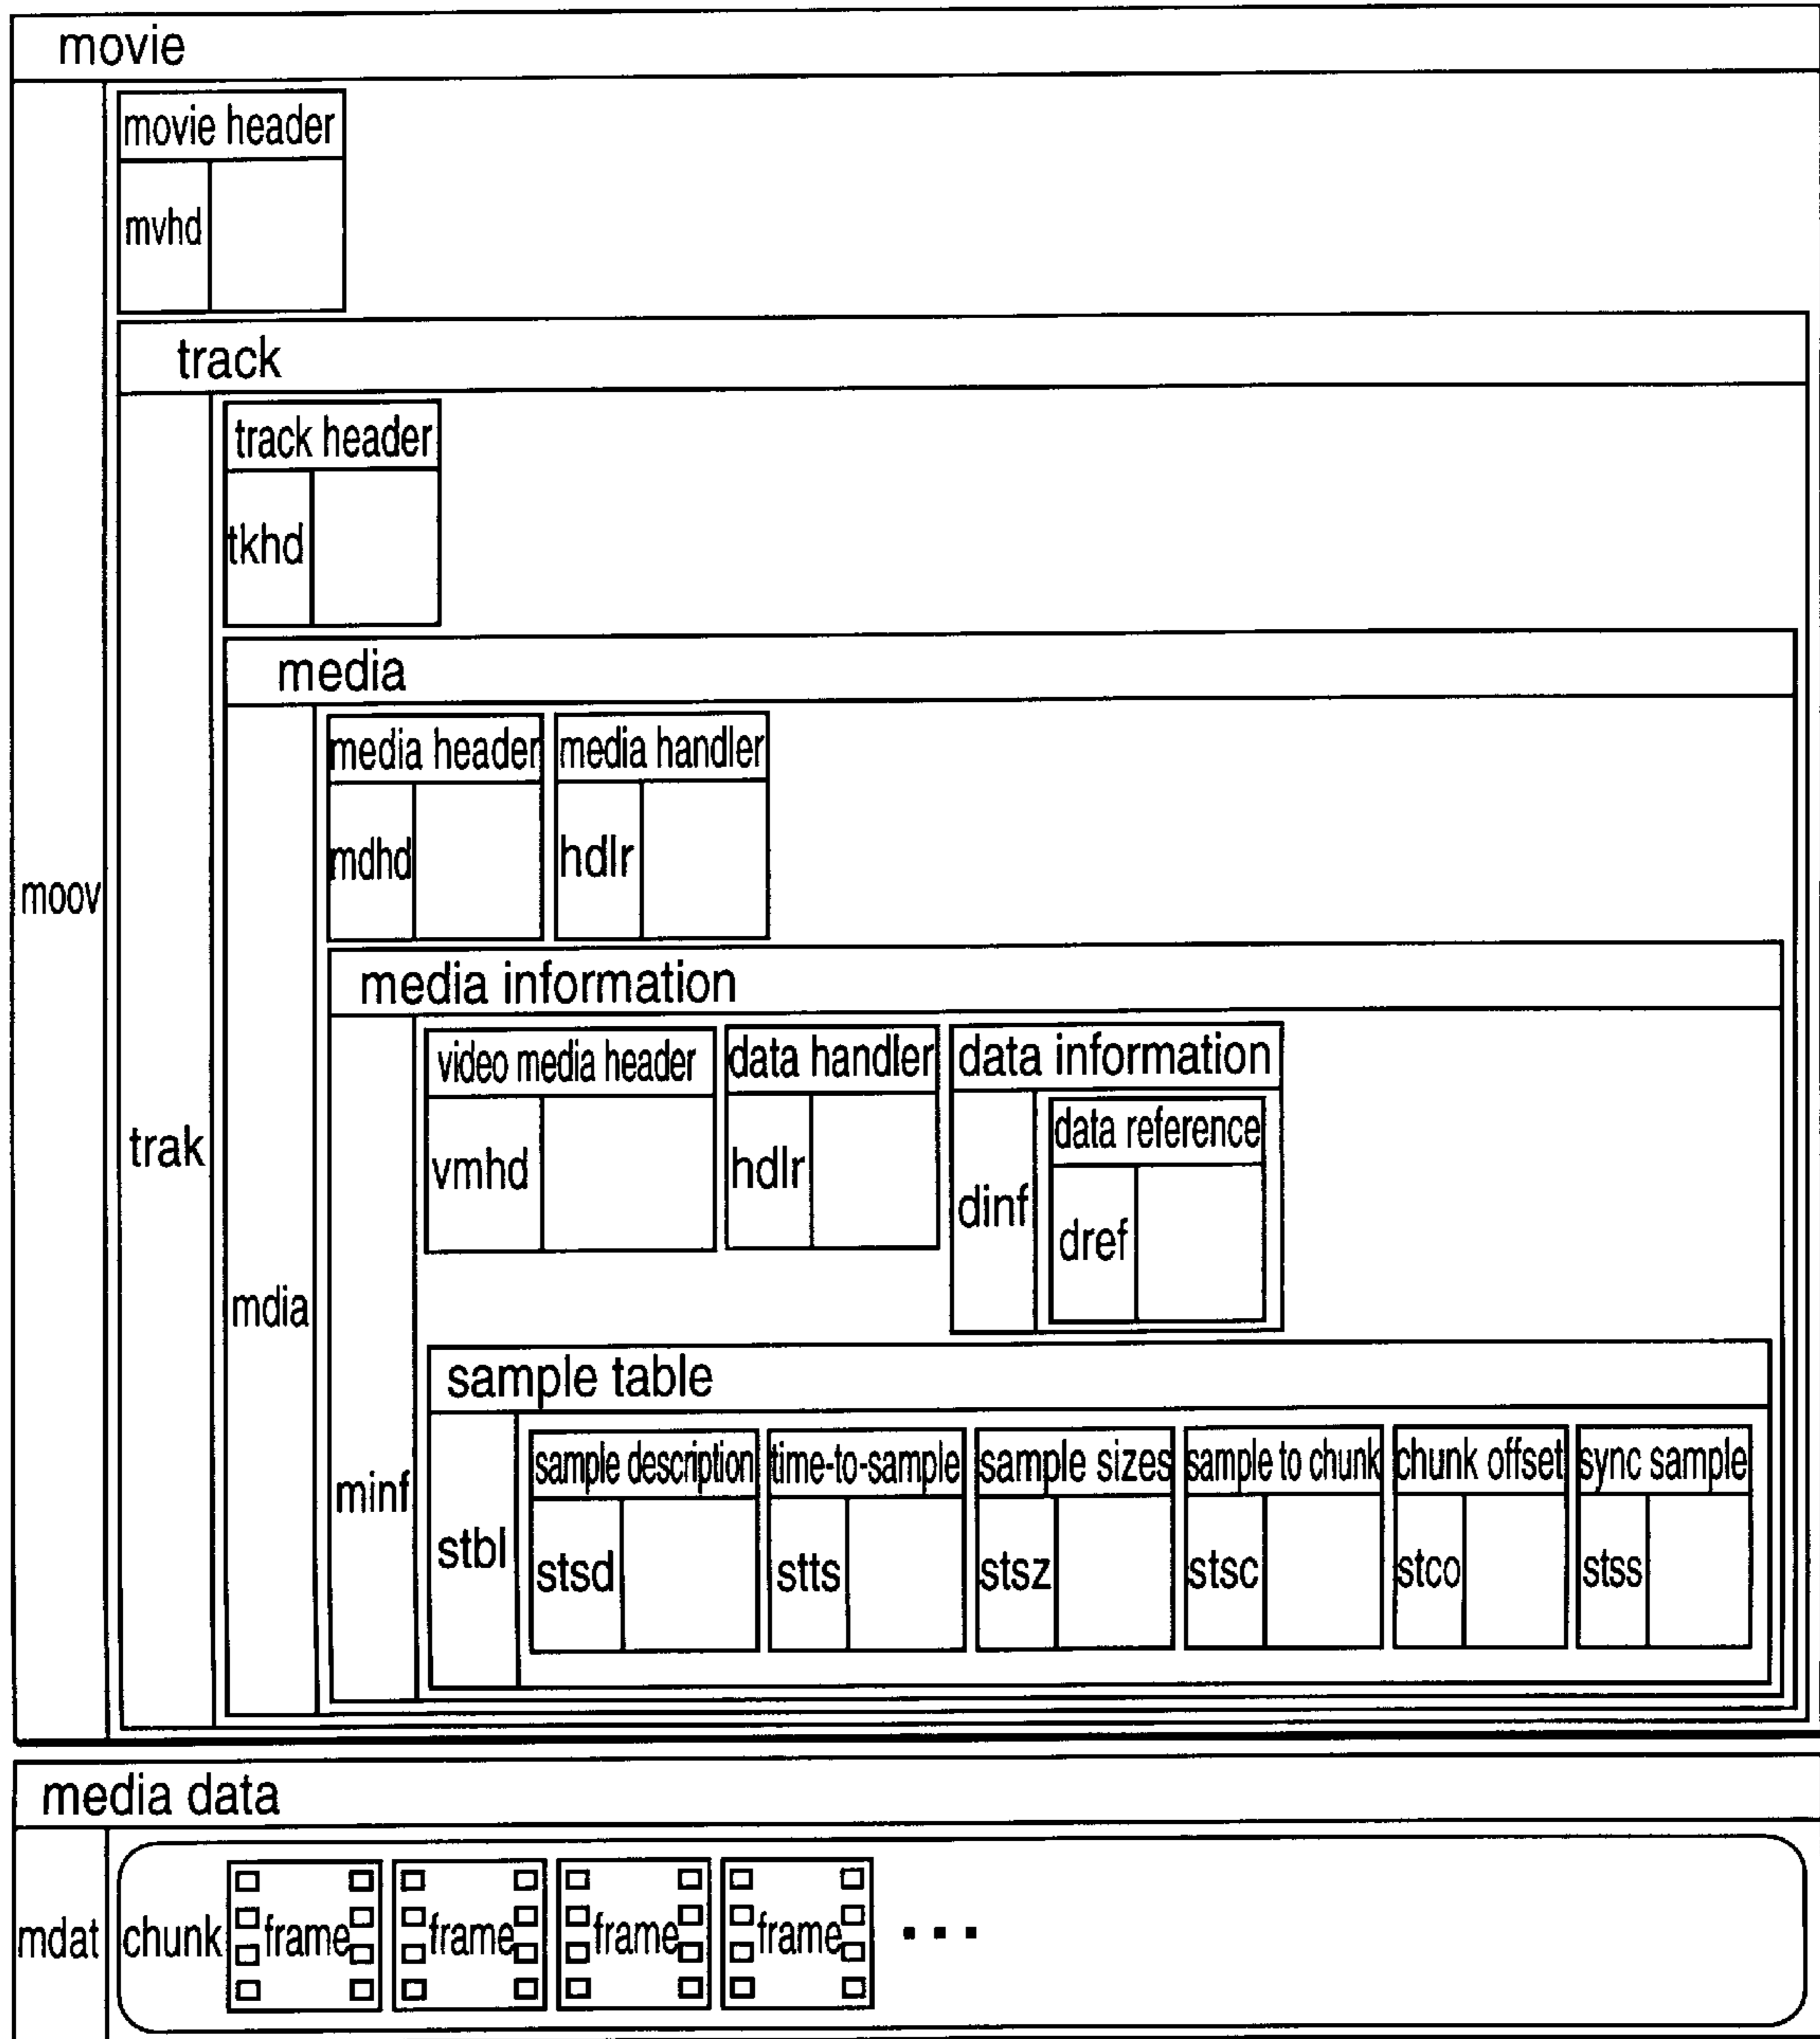 movie
movie header
mvhd
track
track header
tkhd
media
media header media handler
mdhd hdlr
moov
media information
video media header data handler data information
data reference
trak
vmhd hdlr dinf
dref
mdia
sample table
sample description time-to-sample sample sizes sample to chunk chunk offset sync sample
minf
stbl stsd stts stsz stsc stco stss
media data
mdat chunk frame frame frame frame ...